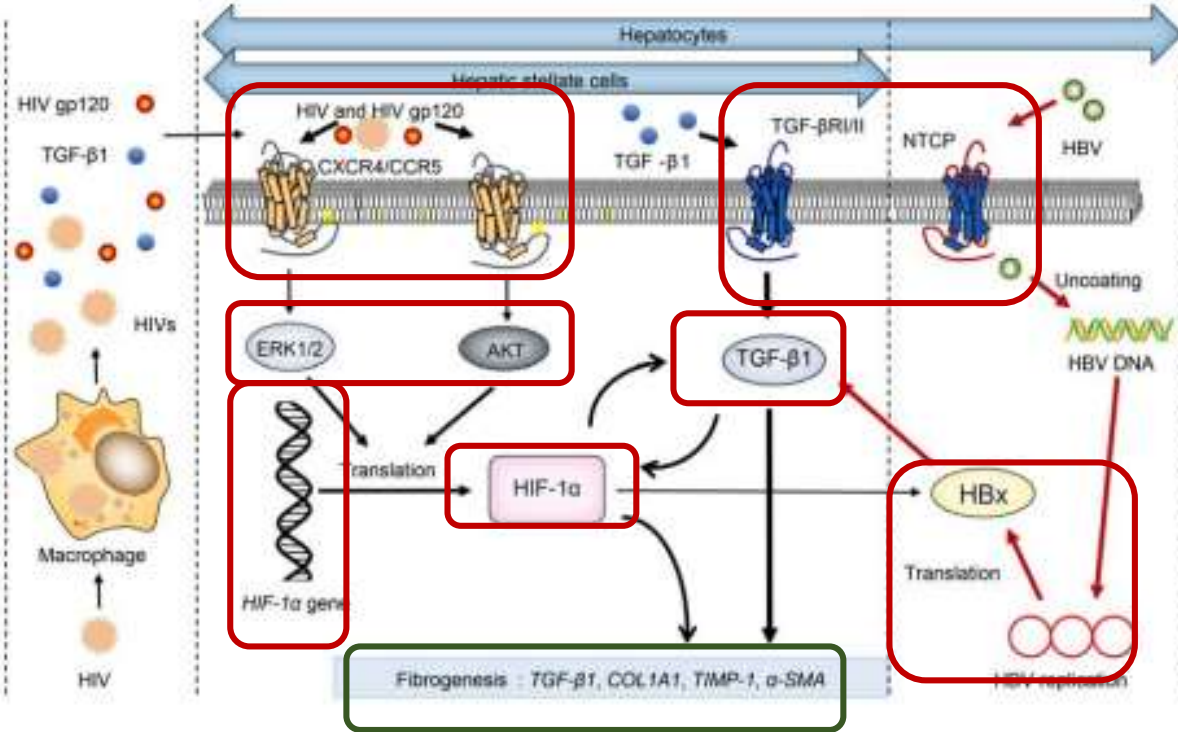 Hepatocytes
Hepatic stellate cells
HIV gp120
TGF-β1
HIVs
Macrophage
HIV
HIV and HIV gp120
CXCR4/CCR5
TGF -β1
TGF-βRI/II
NTCP
HBV
Uncoating
HBV DNA
ERK1/2
AKT
TGF-β1
Translation
HIF-1α
HBx
Translation
HIF-1α gene
HBV replication
Fibrogenesis : TGF-β1, COL1A1, TIMP-1, α-SMA